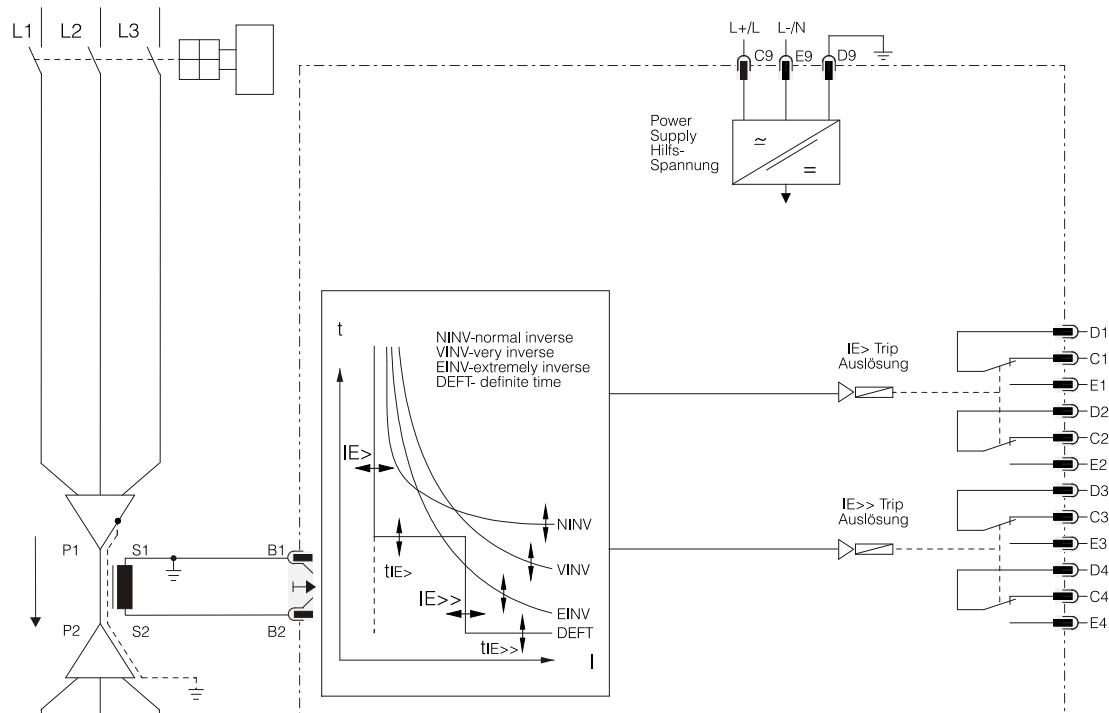 L1 L2 L3
L+/L L-/N
C9 E9 D9
Power
Supply
Hilfs-
Spannung
≃
=
t
NINV-normal inverse
VINV-very inverse
EINV-extremely inverse
DEFT- definite time
IE>
tIE>
IE>>
tIE>>
NINV
VINV
EINV
DEFT
I
P1 S1 B1
P2 S2 B2
IE> Trip
Auslösung
IE>> Trip
Auslösung
D1
C1
E1
D2
C2
E2
D3
C3
E3
D4
C4
E4